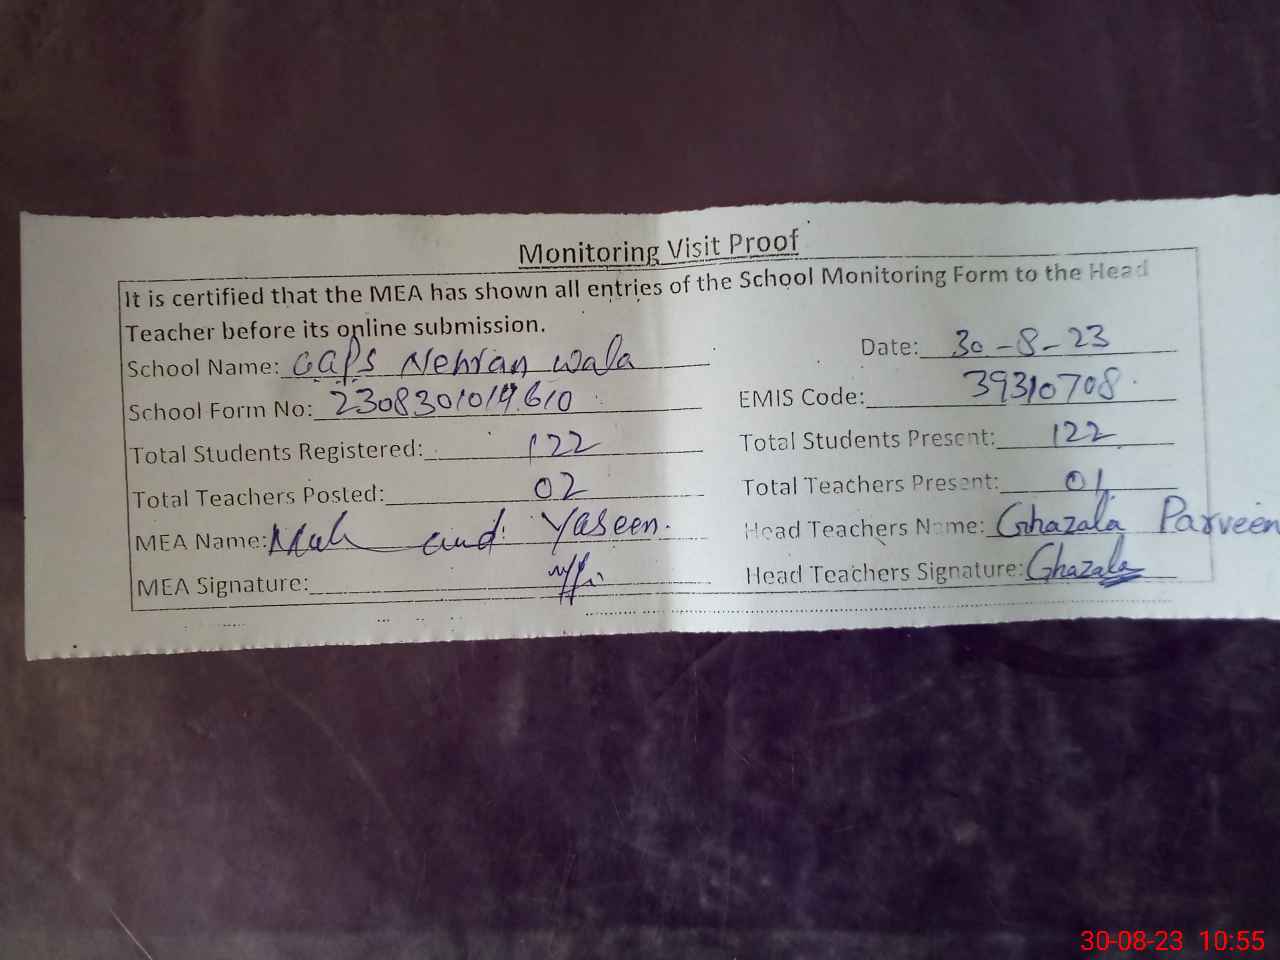 Monitoring Visit Proof
It is certified that the MEA has shown all entries of the School Monitoring Form to the Head
Teacher before its online submission.
School Name: GGPS Nehran wala Date: 30-8-23
School Form No: 2308301019610 EMIS Code: 39310708
Total Students Registered: 122 Total Students Present: 122
Total Teachers Posted: 02 Total Teachers Present: 01
MEA Name: Yaseen. Head Teachers Name: Ghazala Parveen
MEA Signature: Head Teachers Signature: Ghazala
30-08-23 10:55